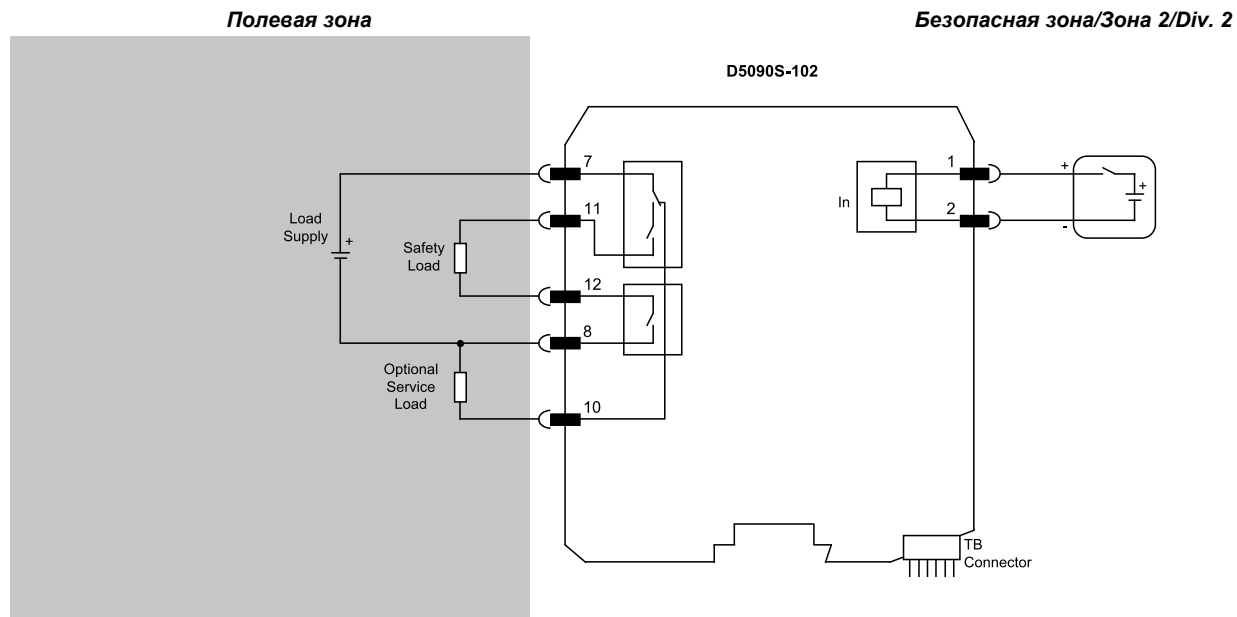 Полевая зона
Безопасная зона/Зона 2/Div. 2
D5090S-102
7
1
+
+
In
11
2
-
Load
Supply
+
Safety
Load
12
8
Optional
Service
Load
10
TB
Connector